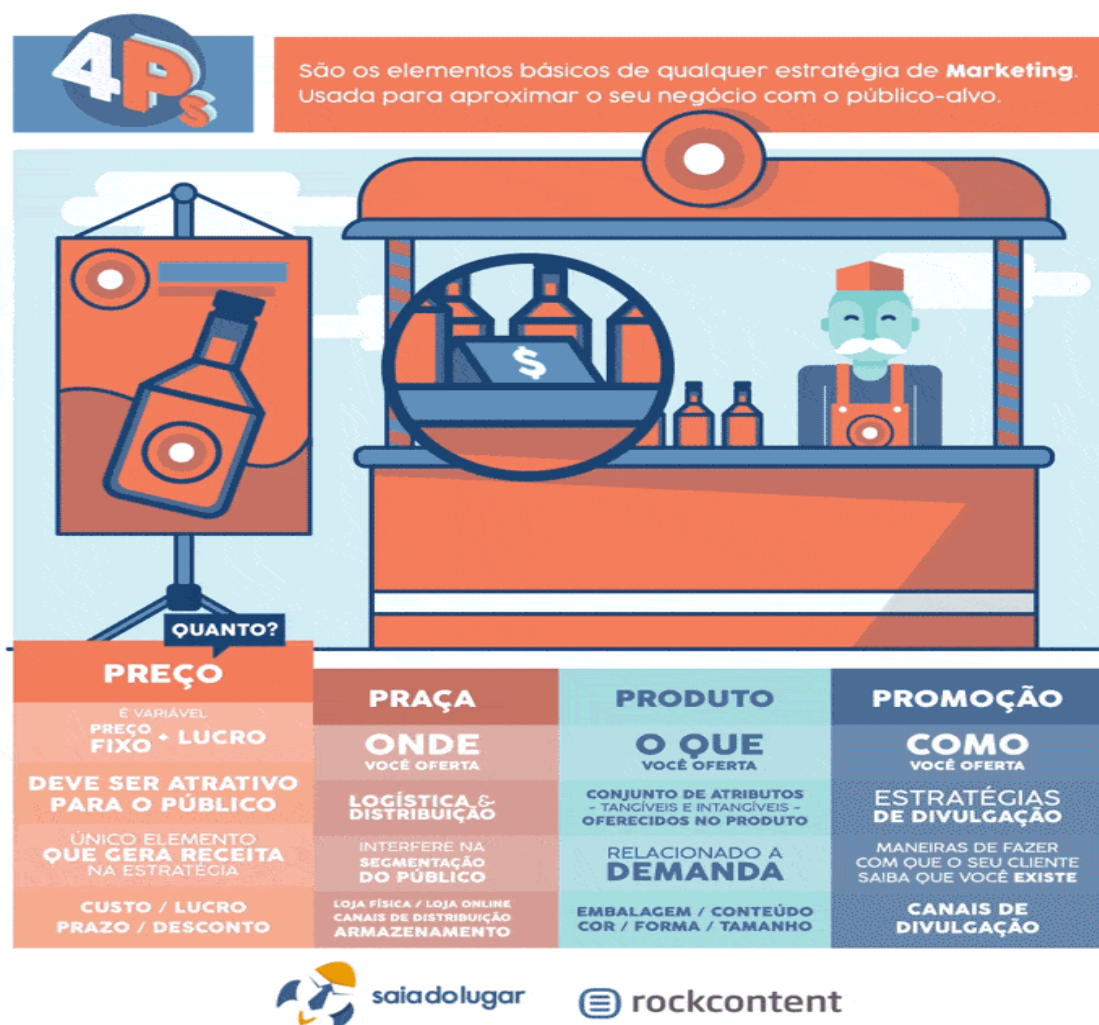 4Ps
São os elementos básicos de qualquer estratégia de Marketing.
Usada para aproximar o seu negócio com o público-alvo.
$
QUANTO?
PREÇO
É VARIÁVEL
PREÇO FIXO + LUCRO
DEVE SER ATRATIVO
PARA O PÚBLICO
ÚNICO ELEMENTO
QUE GERA RECEITA
NA ESTRATÉGIA
CUSTO / LUCRO
PRAZO / DESCONTO
PRAÇA
ONDE
VOCÊ OFERTA
LOGÍSTICA &
DISTRIBUIÇÃO
INTERFERE NA
SEGMENTAÇÃO
DO PÚBLICO
LOJA FÍSICA / LOJA ONLINE
CANAIS DE DISTRIBUIÇÃO
ARMAZENAMENTO
PRODUTO
O QUE
VOCÊ OFERTA
CONJUNTO DE ATRIBUTOS
- TANGÍVEIS E INTANGÍVEIS -
OFERECIDOS NO PRODUTO
RELACIONADO A
DEMANDA
EMBALAGEM / CONTEÚDO
COR / FORMA / TAMANHO
PROMOÇÃO
COMO
VOCÊ OFERTA
ESTRATÉGIAS
DE DIVULGAÇÃO
MANEIRAS DE FAZER
COM QUE O SEU CLIENTE
SAIBA QUE VOCÊ EXISTE
CANAIS DE
DIVULGAÇÃO
saiadolugar
rockcontent